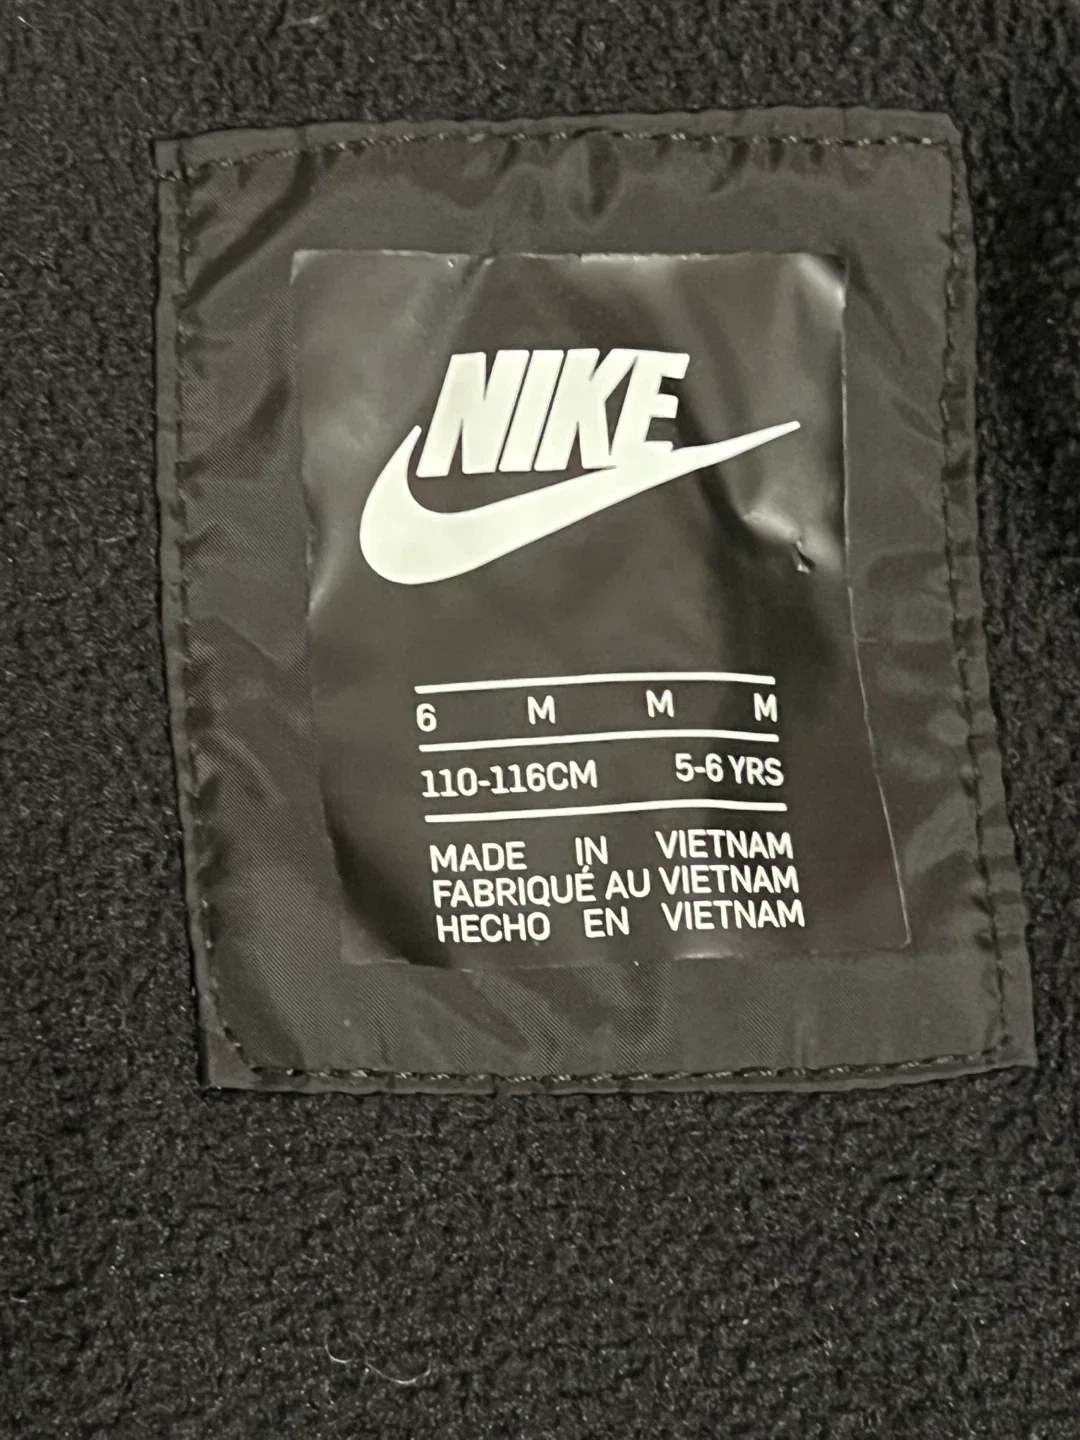 NIKE
6 M M M
110-116CM 5-6 YRS
MADE IN VIETNAM
FABRIQUÉ AU VIETNAM
HECHO EN VIETNAM